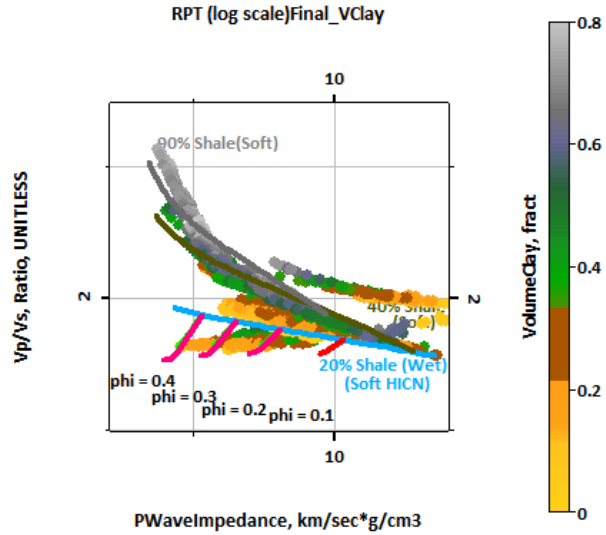 RPT (log scale)Final_VClay
10
0.8
90% Shale(Soft)
0.6
Vp/Vs, Ratio, UNITLESS
VolumeClay, fract
0.4
2
2
40% Shale
(Soft)
20% Shale (Wet)
(Soft HICN)
phi = 0.4
phi = 0.3
phi = 0.2
phi = 0.1
0.2
10
0
PWaveImpedance, km/sec*g/cm3